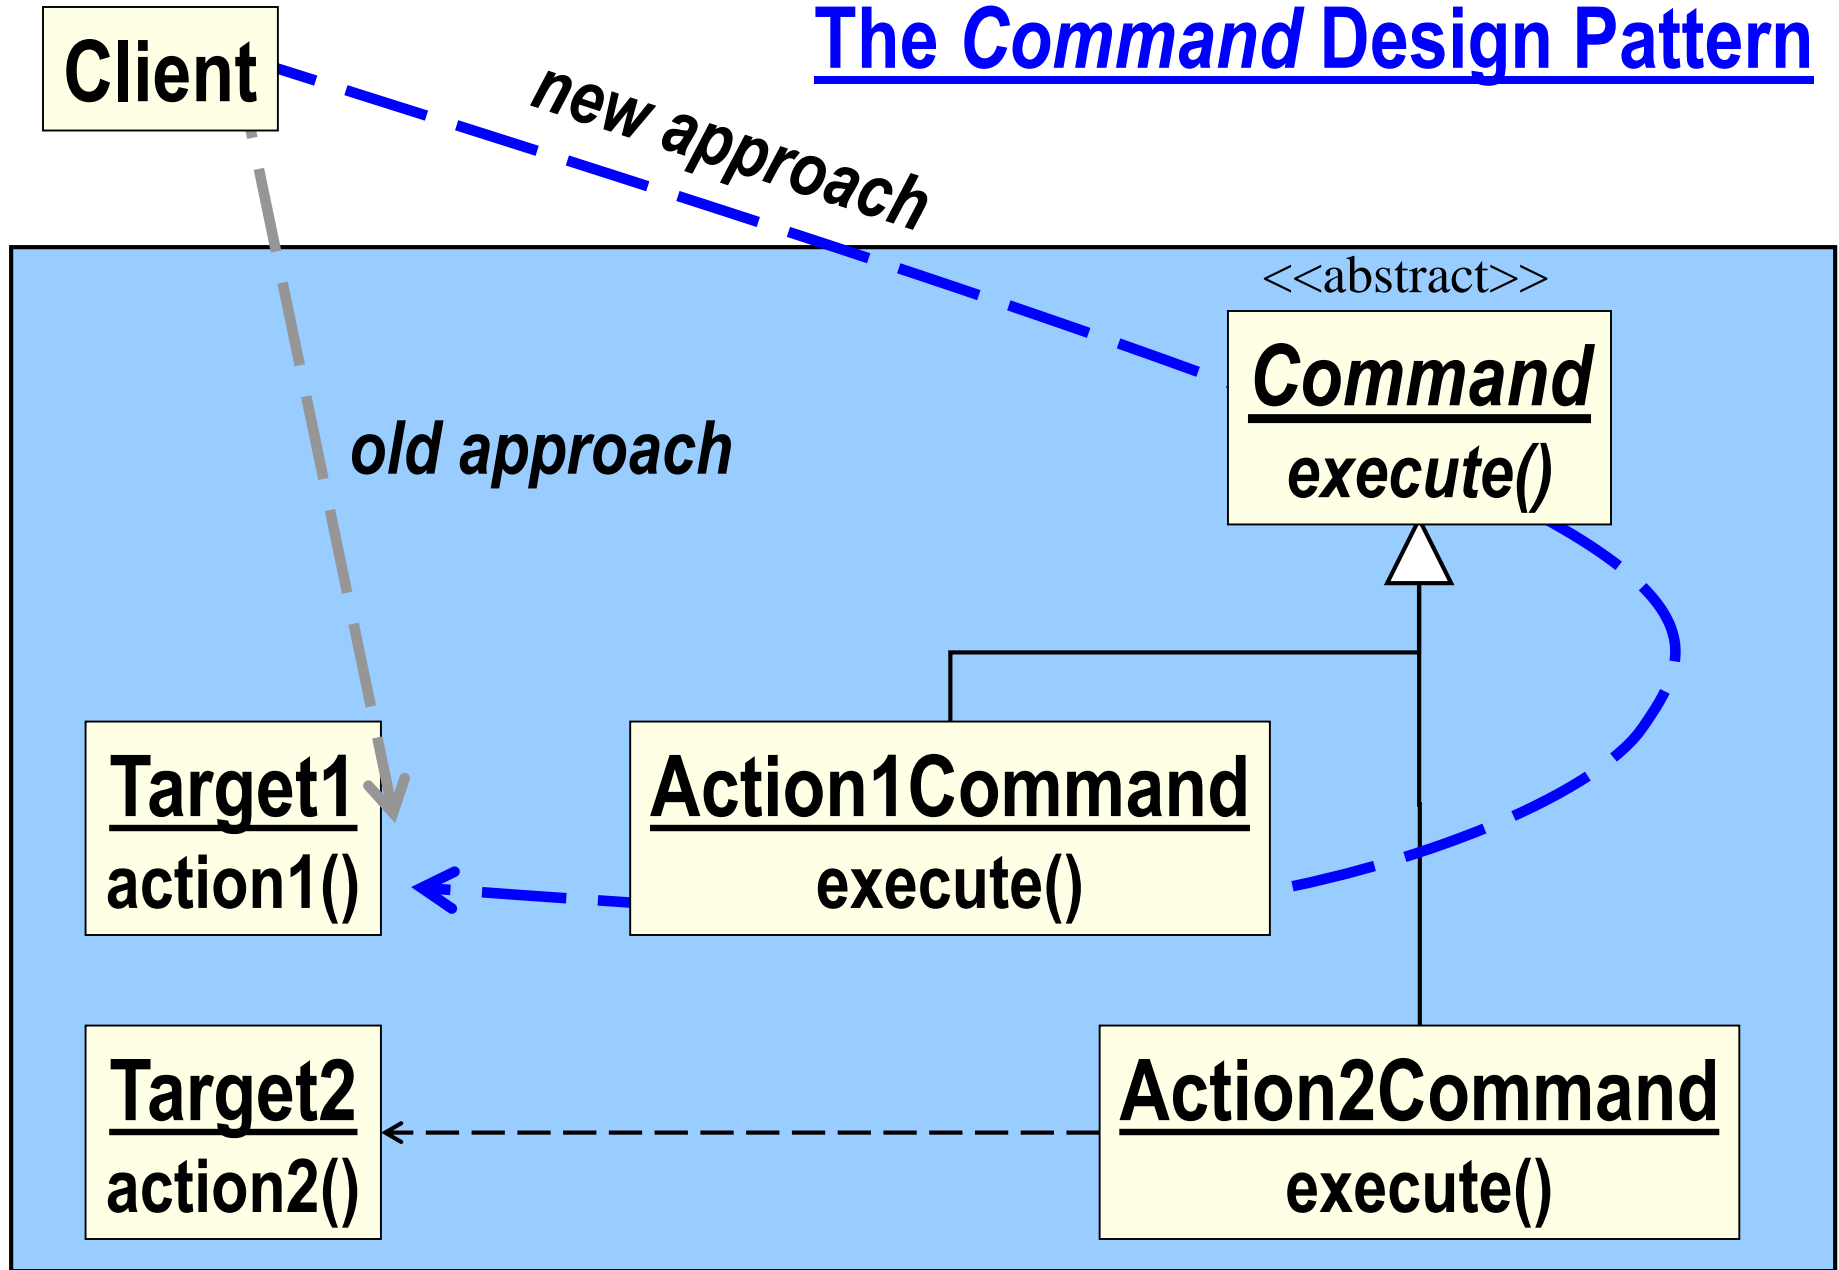 The Command Design Pattern
Client
new approach
<<abstract>>
Command
execute()
old approach
Target1
action1()
Action1Command
execute()
Target2
action2()
Action2Command
execute()